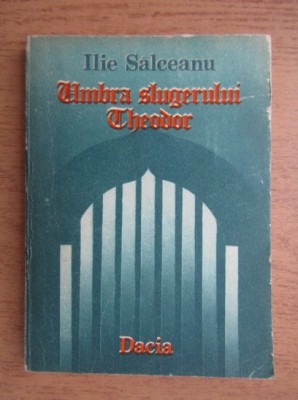 Ilie Sălceanu
Umbra slugerului
Theodor
Dacia